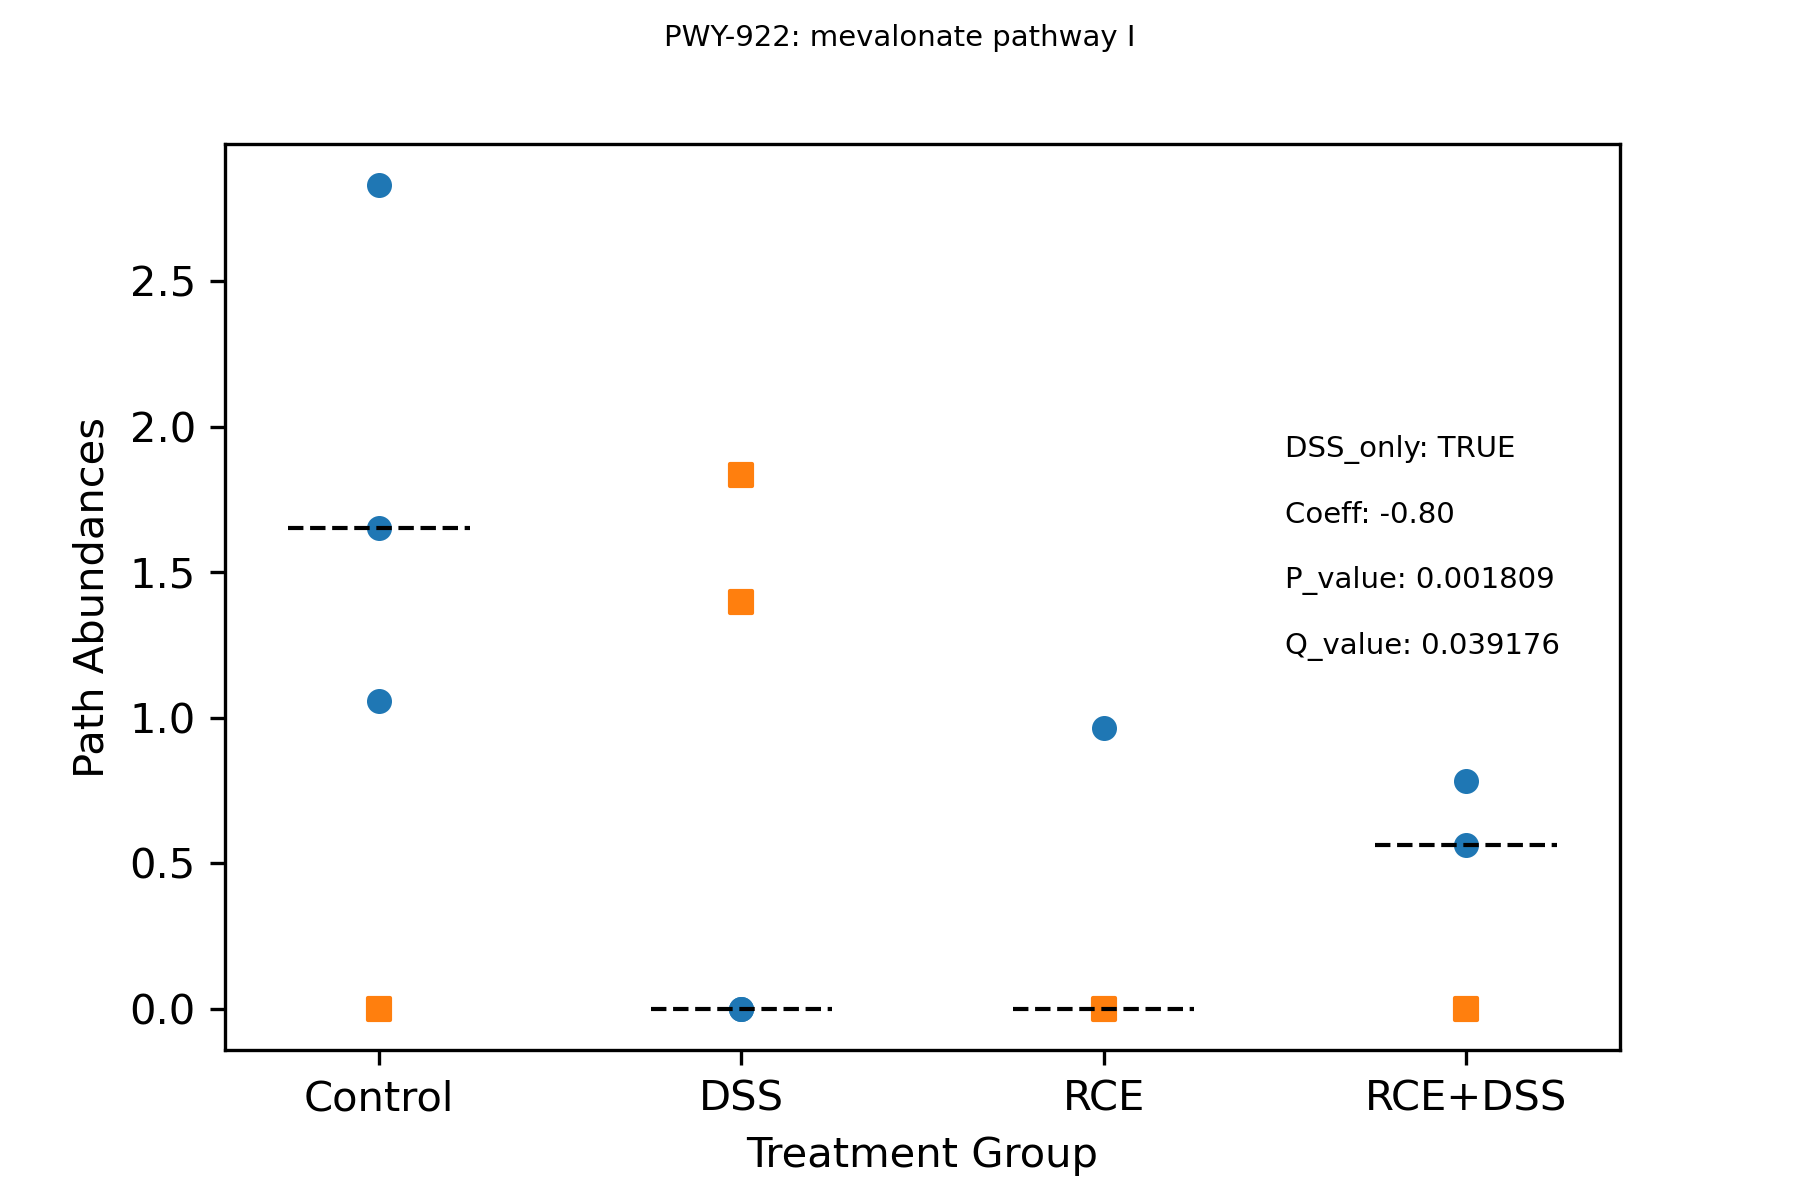 PWY-922: mevalonate pathway I
2.5
2.0
1.5
1.0
0.5
0.0
Path Abundances
DSS_only: TRUE
Coeff: -0.80
P_value: 0.001809
Q_value: 0.039176
Control
DSS
RCE
RCE+DSS
Treatment Group